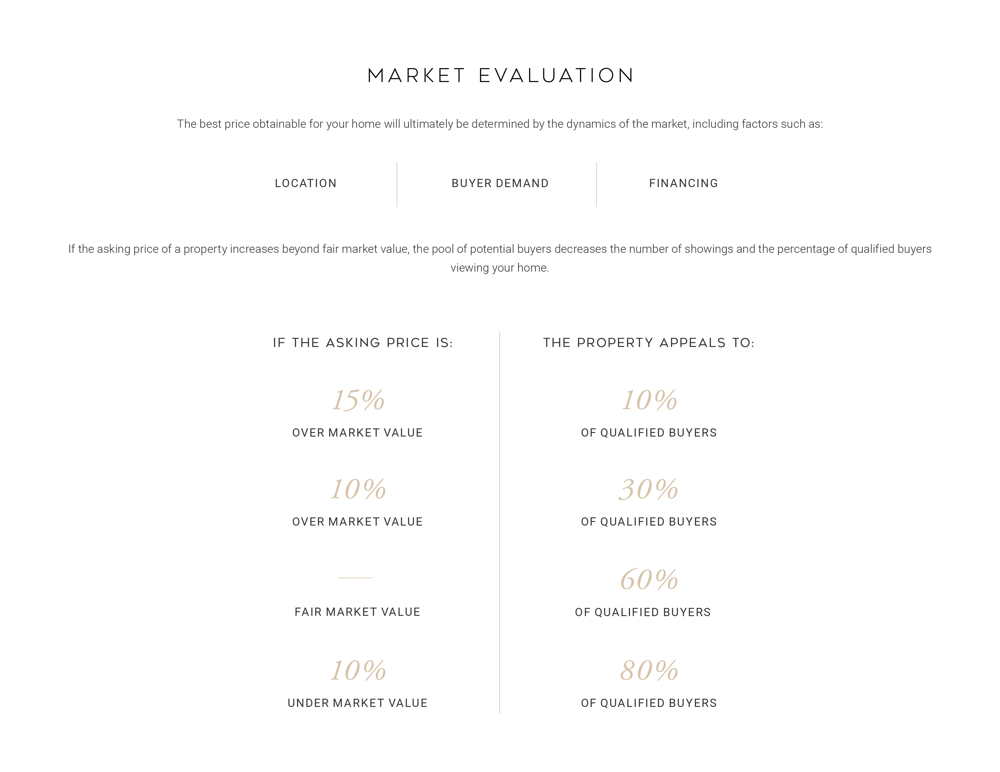 MARKET EVALUATION
The best price obtainable for your home will ultimately be determined by the dynamics of the market, including factors such as:
LOCATION
BUYER DEMAND
FINANCING
If the asking price of a property increases beyond fair market value, the pool of potential buyers decreases the number of showings and the percentage of qualified buyers
viewing your home.
IF THE ASKING PRICE IS:
THE PROPERTY APPEALS TO:
15%
OVER MARKET VALUE
10%
OF QUALIFIED BUYERS
10%
OVER MARKET VALUE
30%
OF QUALIFIED BUYERS
FAIR MARKET VALUE
60%
OF QUALIFIED BUYERS
10%
UNDER MARKET VALUE
80%
OF QUALIFIED BUYERS